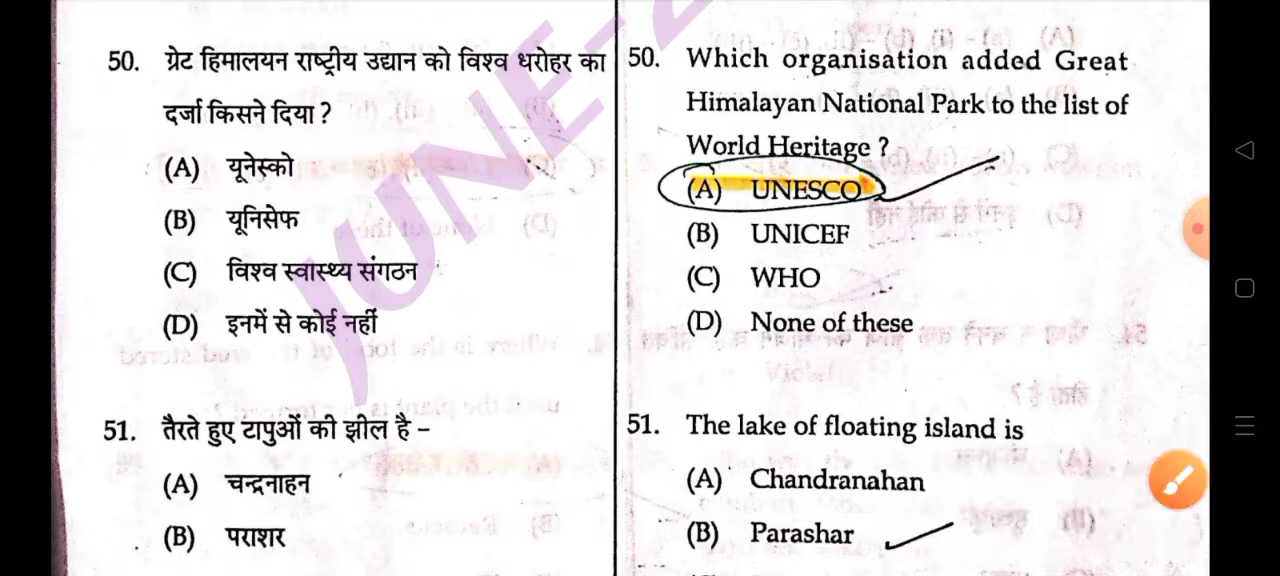 50. ग्रेट हिमालयन राष्ट्रीय उद्यान को विश्व धरोहर का
दर्जा किसने दिया ?
(A) यूनेस्को
(B) यूनिसेफ
(C) विश्व स्वास्थ्य संगठन
(D) इनमें से कोई नहीं
51. तैरते हुए टापुओं की झील है –
(A) चन्द्रनाहन
(B) पराशर
50. Which organisation added Great
Himalayan National Park to the list of
World Heritage ?
(A) UNESCO
(B) UNICEF
(C) WHO
(D) None of these
51. The lake of floating island is
(A) Chandranahan
(B) Parashar
JUNE-2